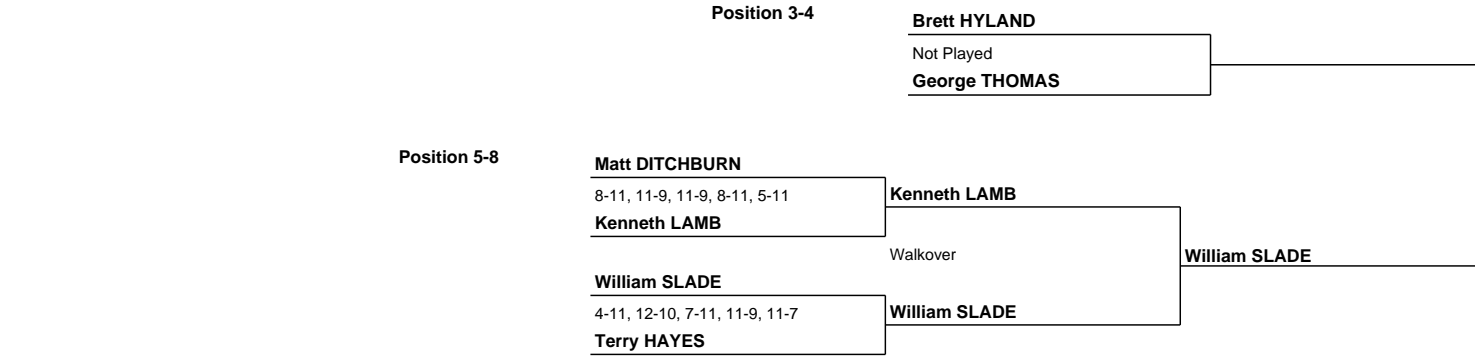 Position 3-4
Brett HYLAND
Not Played
George THOMAS
Position 5-8
Matt DITCHBURN
8-11, 11-9, 11-9, 8-11, 5-11
Kenneth LAMB
Kenneth LAMB
Walkover
William SLADE
William SLADE
4-11, 12-10, 7-11, 11-9, 11-7
William SLADE
Terry HAYES